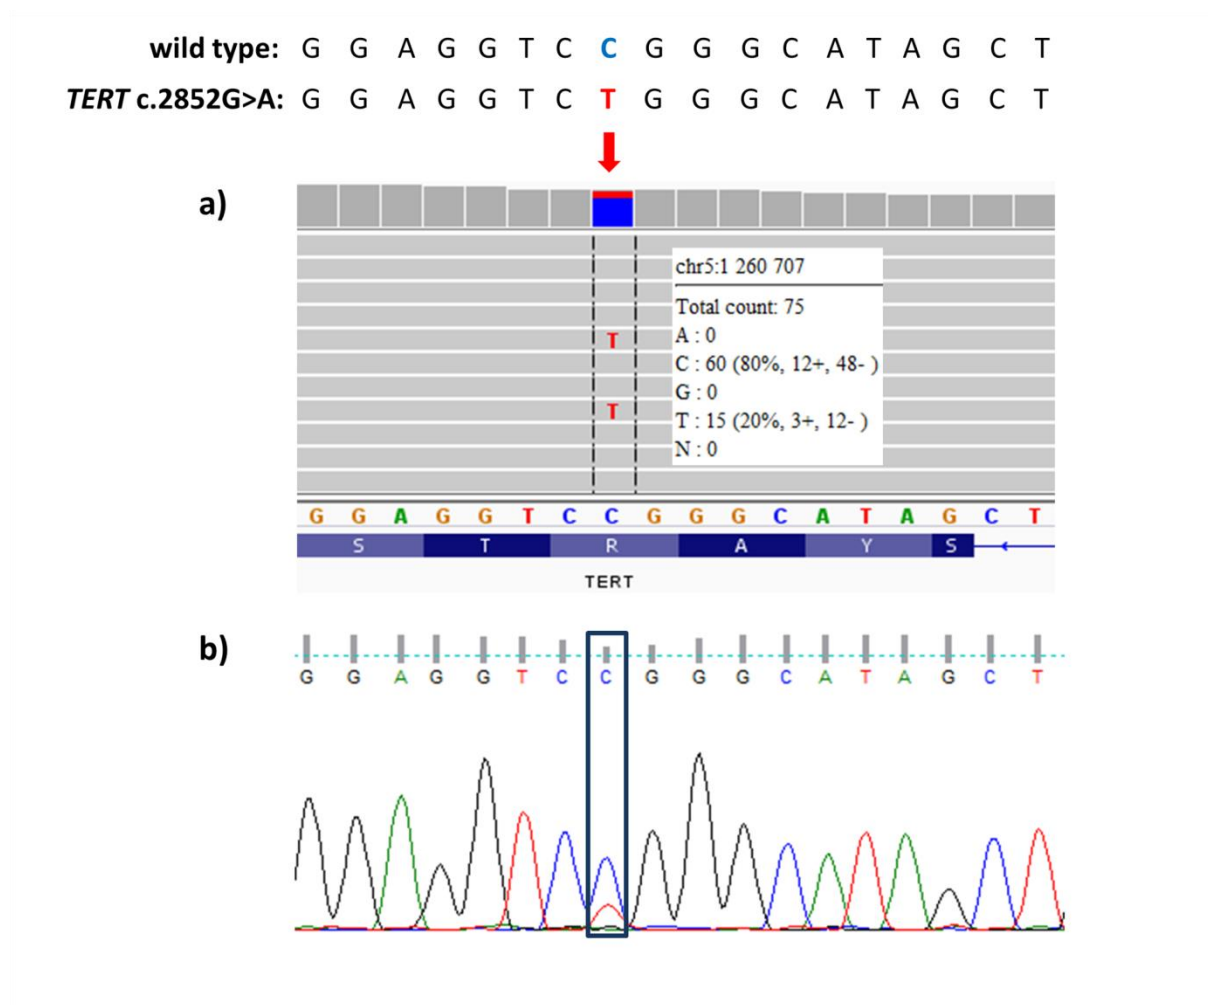 wild type: G G A G G T C C G G G C A T A G C T
TERT c.2852G>A: G G A G G T C T G G G C A T A G C T
a)
chr5:1 260 707
Total count: 75
A : 0
T
C : 60 (80%, 12+, 48- )
G : 0
T
T : 15 (20%, 3+, 12- )
N : 0
G G A G G T C C G G G C A T A G C T
S T R A Y S
TERT
b)
G G A G G T C C G G G C A T A G C T